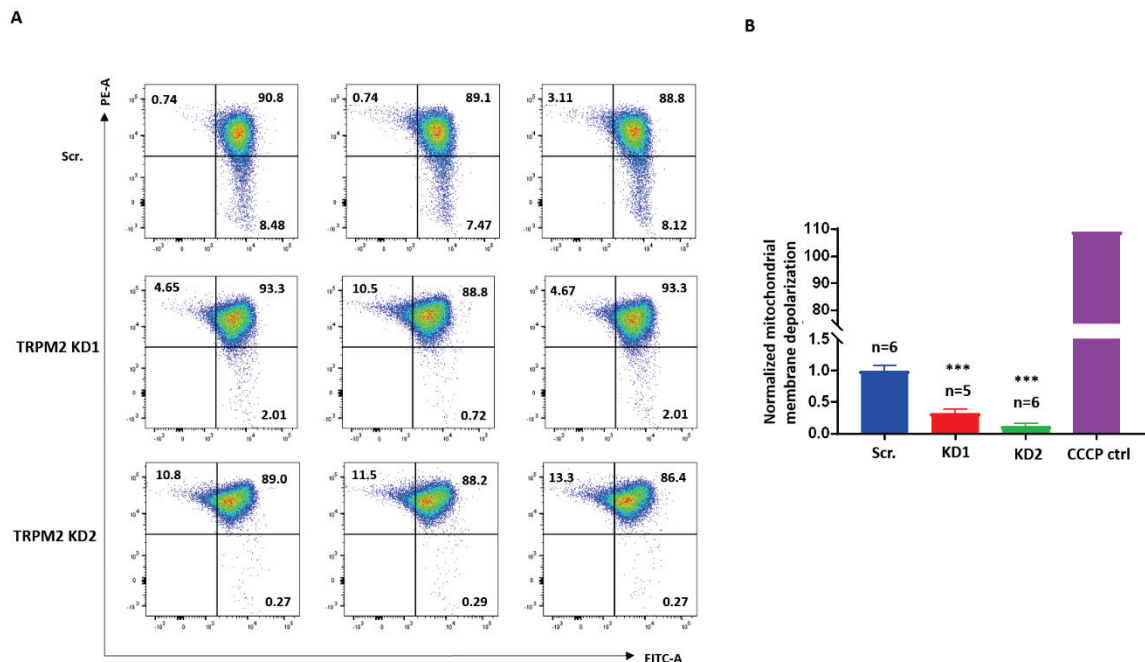 A
B
PE-A
Scr.
0.74 90.8
8.48
0.74 89.1
7.47
3.11 88.8
8.12
TRPM2 KD1
4.65 93.3
2.01
10.5 88.8
0.72
4.67 93.3
2.01
TRPM2 KD2
10.8 89.0
0.27
11.5 88.2
0.29
13.3 86.4
0.27
FITC-A
Normalized mitochondrial
membrane depolarization
110
100
90
80
1.5
1.0
0.5
0.0
n=6
***
n=5
***
n=6
Scr. KD1 KD2 CCCP ctrl